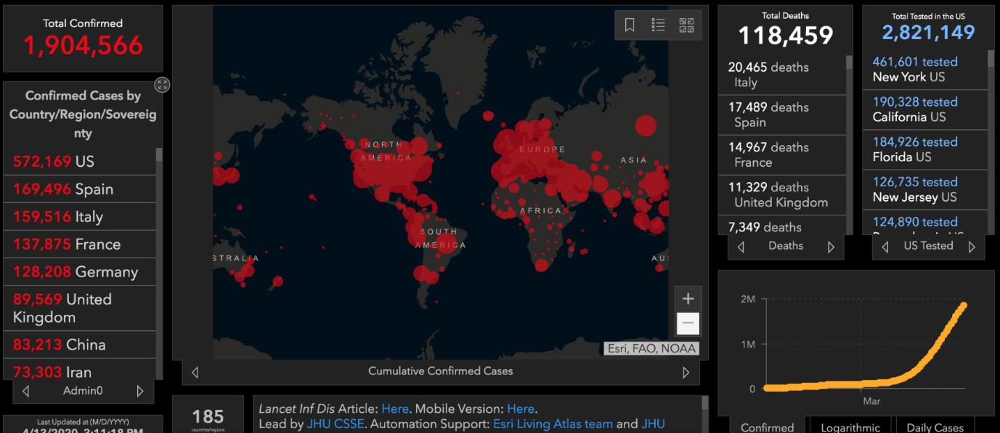 Total Confirmed
1,904,566
Confirmed Cases by
Country/Region/Sovereig
nty
572,169 US
169,496 Spain
159,516 Italy
137,875 France
128,208 Germany
89,569 United
Kingdom
83,213 China
73,303 Iran
Admin0
Last Updated at (M/D/YYYY)
4/13/2020, 3:11:18 PM
NORTH
AMERICA
EUROPE
ASIA
AFRICA
SOUTH
AMERICA
STRALIA
AU
+
−
Esri, FAO, NOAA
Cumulative Confirmed Cases
185
countries/regions
Lancet Inf Dis Article: Here. Mobile Version: Here.
Lead by JHU CSSE. Automation Support: Esri Living Atlas team and JHU
Total Deaths
118,459
20,465 deaths
Italy
17,489 deaths
Spain
14,967 deaths
France
11,329 deaths
United Kingdom
7,349 deaths
Deaths
Total Tested in the US
2,821,149
461,601 tested
New York US
190,328 tested
California US
184,926 tested
Florida US
126,735 tested
New Jersey US
124,890 tested
US Tested
2M
1M
0
Mar
Confirmed
Logarithmic
Daily Cases